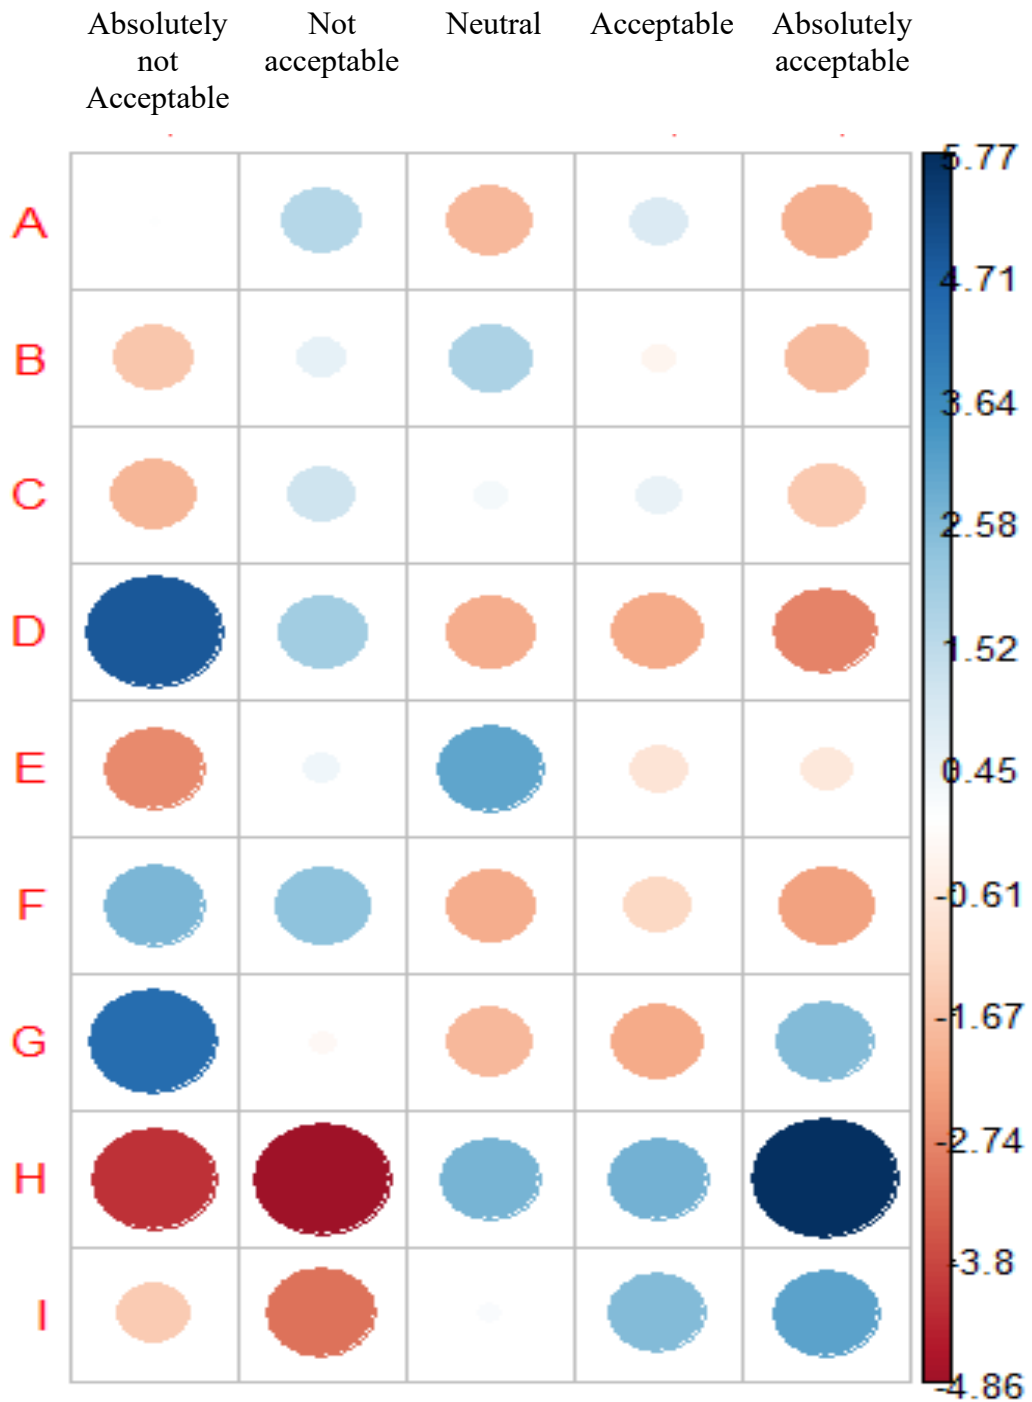 Absolutely not Acceptable
Not acceptable
Neutral
Acceptable
Absolutely acceptable
A
B
C
D
E
F
G
H
I
5.77
4.71
3.64
2.58
1.52
0.45
-0.61
-1.67
-2.74
-3.8
-4.86